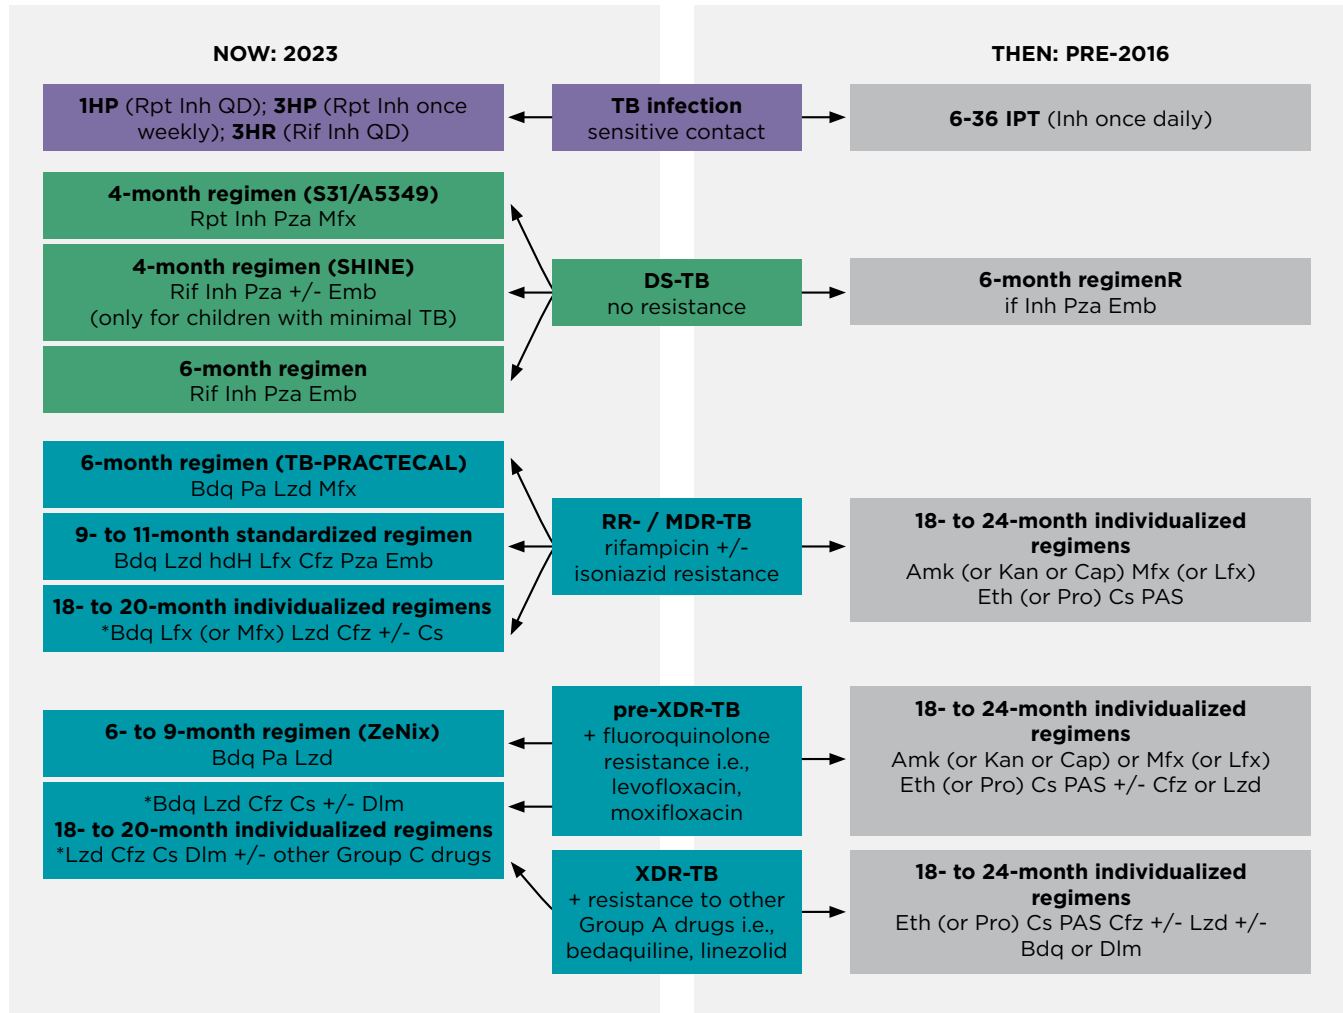 NOW: 2023
THEN: PRE-2016
1HP (Rpt Inh QD); 3HP (Rpt Inh once
weekly); 3HR (Rif Inh QD)
TB infection
sensitive contact
6-36 IPT (Inh once daily)
4-month regimen (S31/A5349)
Rpt Inh Pza Mfx
4-month regimen (SHINE)
Rif Inh Pza +/- Emb
(only for children with minimal TB)
6-month regimen
Rif Inh Pza Emb
DS-TB
no resistance
6-month regimenR
if Inh Pza Emb
6-month regimen (TB-PRACTECAL)
Bdq Pa Lzd Mfx
9- to 11-month standardized regimen
Bdq Lzd hdH Lfx Cfz Pza Emb
18- to 20-month individualized regimens
*Bdq Lfx (or Mfx) Lzd Cfz +/- Cs
RR- / MDR-TB
rifampicin +/-
isoniazid resistance
18- to 24-month individualized
regimens
Amk (or Kan or Cap) Mfx (or Lfx)
Eth (or Pro) Cs PAS
6- to 9-month regimen (ZeNix)
Bdq Pa Lzd
*Bdq Lzd Cfz Cs +/- Dlm
18- to 20-month individualized regimens
*Lzd Cfz Cs Dlm +/- other Group C drugs
pre-XDR-TB
+ fluoroquinolone
resistance i.e.,
levofloxacin,
moxifloxacin
18- to 24-month individualized
regimens
Amk (or Kan or Cap) or Mfx (or Lfx)
Eth (or Pro) Cs PAS +/- Cfz or Lzd
XDR-TB
+ resistance to other
Group A drugs i.e.,
bedaquiline, linezolid
18- to 24-month individualized
regimens
Eth (or Pro) Cs PAS Cfz +/- Lzd +/-
Bdq or Dlm